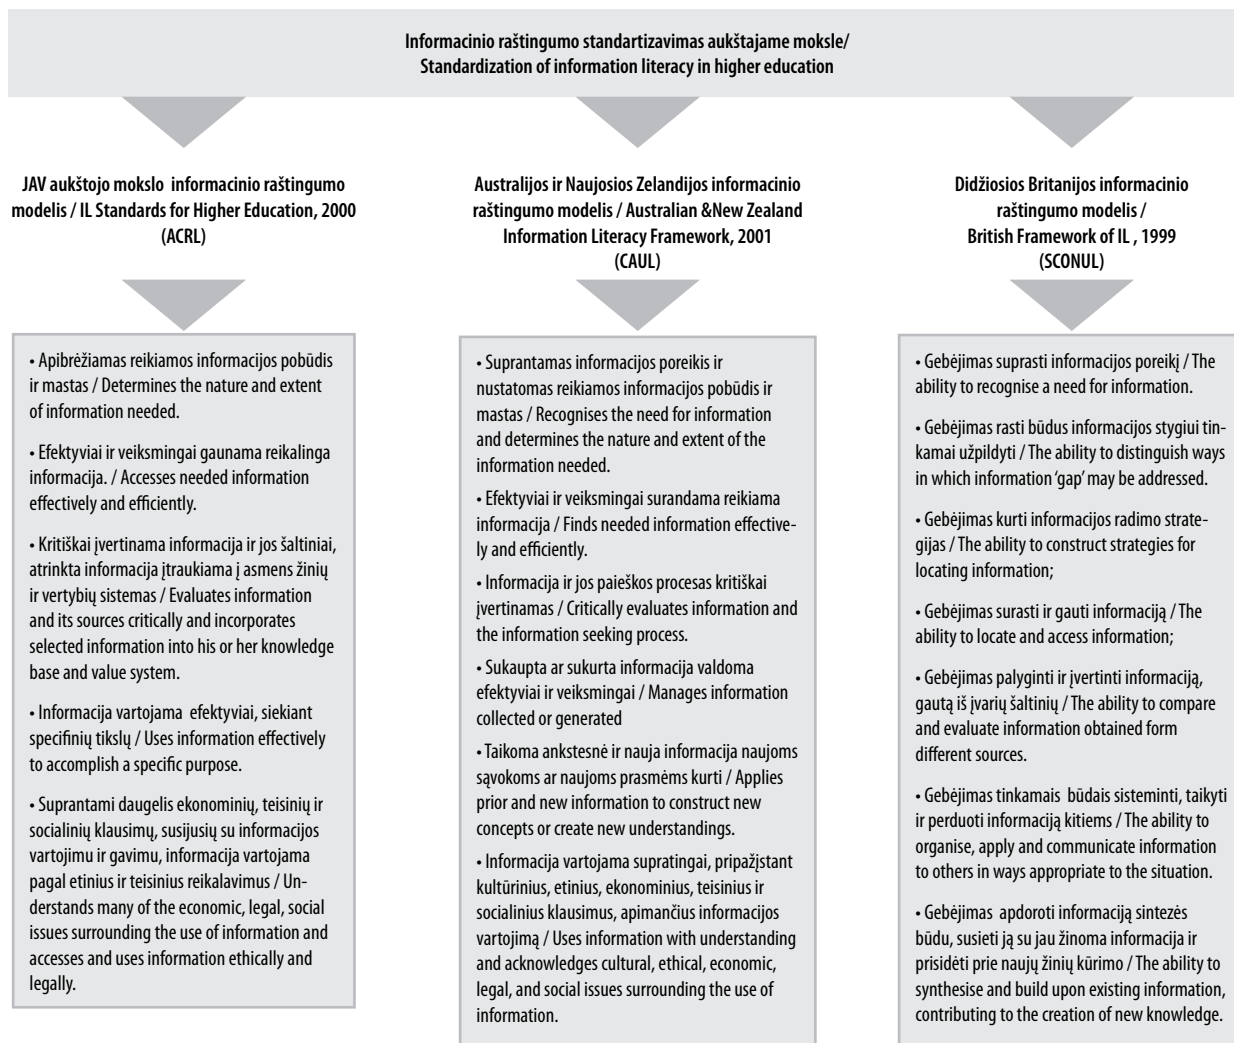 Informacinio raštingumo standartizavimas aukštajame moksle/
Standardization of information literacy in higher education
JAV aukštojo mokslo informacinio raštingumo
modelis / IL Standards for Higher Education, 2000
(ACRL)
• Apibrėžiamas reikiamos informacijos pobūdis
ir mastas / Determines the nature and extent
of information needed.
• Efektyviai ir veiksmingai gaunama reikalinga
informacija. / Accesses needed information
effectively and efficiently.
• Kritiškai įvertinama informacija ir jos šaltiniai,
atrinkta informacija įtraukiama į asmens žinių
ir vertybių sistemas / Evaluates information
and its sources critically and incorporates
selected information into his or her knowledge
base and value system.
• Informacija vartojama efektyviai, siekiant
specifinių tikslų / Uses information effectively
to accomplish a specific purpose.
• Suprantami daugelis ekonominių, teisinių ir
socialinių klausimų, susijusių su informacijos
vartojimu ir gavimu, informacija vartojama
pagal etinius ir teisinius reikalavimus / Un-
derstands many of the economic, legal, social
issues surrounding the use of information and
accesses and uses information ethically and
legally.
Australijos ir Naujosios Zelandijos informacinio
raštingumo modelis / Australian &New Zealand
Information Literacy Framework, 2001
(CAUL)
• Suprantamas informacijos poreikis ir
nustatomas reikiamos informacijos pobūdis ir
mastas / Recognises the need for information
and determines the nature and extent of the
information needed.
• Efektyviai ir veiksmingai surandama reikiama
informacija / Finds needed information effective-
ly and efficiently.
• Informacija ir jos paieškos procesas kritiškai
įvertinamas / Critically evaluates information and
the information seeking process.
• Sukaupta ar sukurta informacija valdoma
efektyviai ir veiksmingai / Manages information
collected or generated
• Taikoma ankstesnė ir nauja informacija naujoms
sąvokoms ar naujoms prasmėms kurti / Applies
prior and new information to construct new
concepts or create new understandings.
• Informacija vartojama supratingai, pripažįstant
kultūrinius, etinius, ekonominius, teisinius ir
socialinius klausimus, apimančius informacijos
vartojimą / Uses information with understanding
and acknowledges cultural, ethical, economic,
legal, and social issues surrounding the use of
information.
Didžiosios Britanijos informacinio
raštingumo modelis /
British Framework of IL , 1999
(SCONUL)
• Gebėjimas suprasti informacijos poreikį / The
ability to recognise a need for information.
• Gebėjimas rasti būdus informacijos stygiui tin-
kamai užpildyti / The ability to distinguish ways
in which information ‘gap’ may be addressed.
• Gebėjimas kurti informacijos radimo strate-
gijas / The ability to construct strategies for
locating information;
• Gebėjimas surasti ir gauti informaciją / The
ability to locate and access information;
• Gebėjimas palyginti ir įvertinti informaciją,
gautą iš įvarių šaltinių / The ability to compare
and evaluate information obtained form
different sources.
• Gebėjimas tinkamais būdais sisteminti, taikyti
ir perduoti informaciją kitiems / The ability to
organise, apply and communicate information
to others in ways appropriate to the situation.
• Gebėjimas apdoroti informaciją sintezės
būdu, susieti ją su jau žinoma informacija ir
prisidėti prie naujų žinių kūrimo / The ability to
synthesise and build upon existing information,
contributing to the creation of new knowledge.